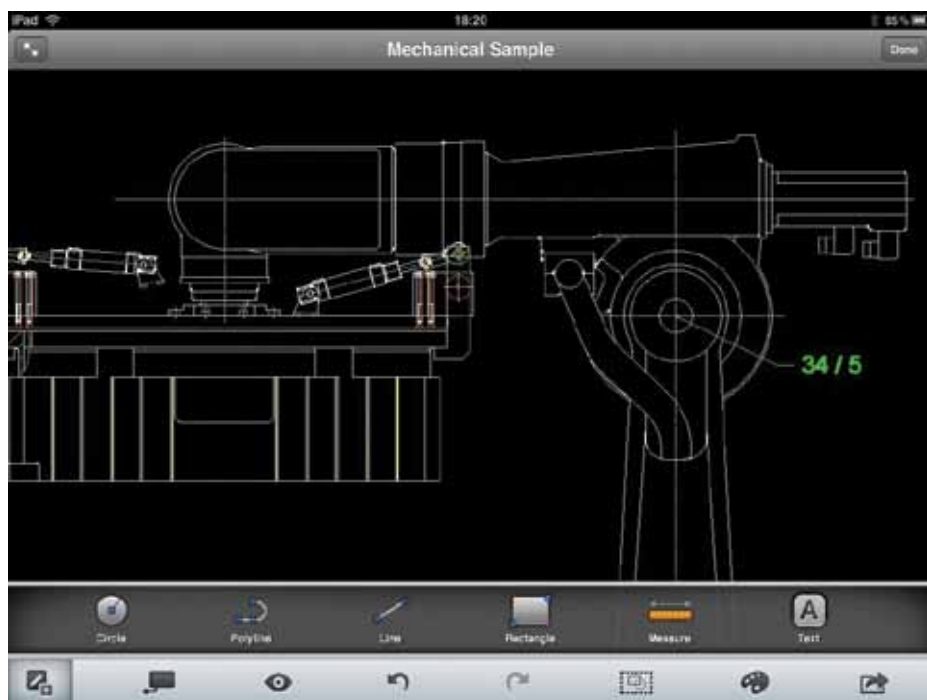 iPad 18:20 85%
Mechanical Sample Done
34 / 5
Circle Polyline Line Rectangle Measure Text